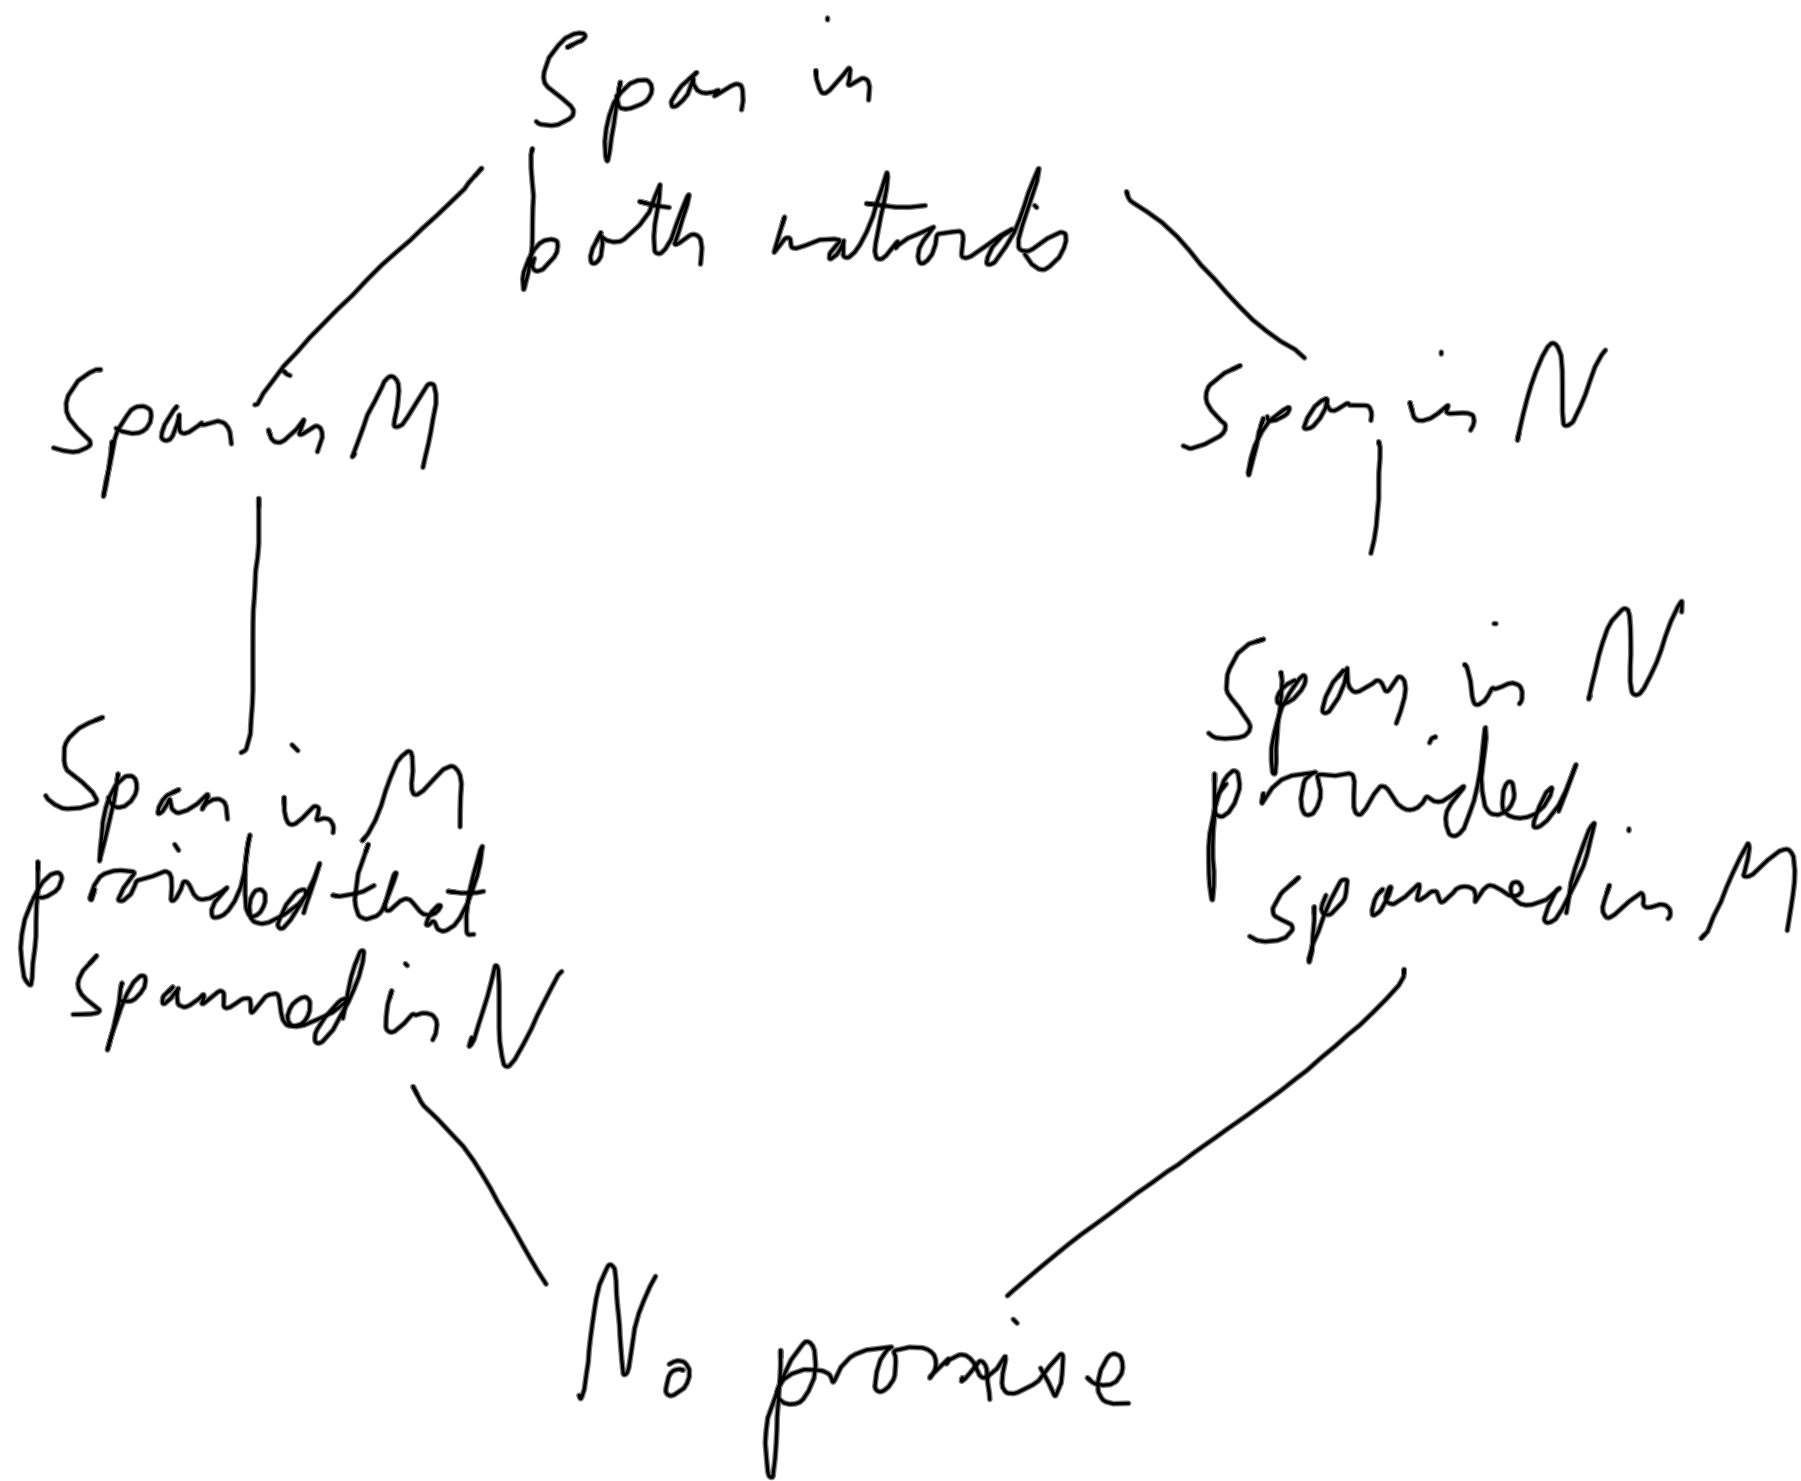 Span in
both matroids
Span in M
Span in N
Span in M
provided that
spanned in N
Span in N
provided
spanned in M
No promise